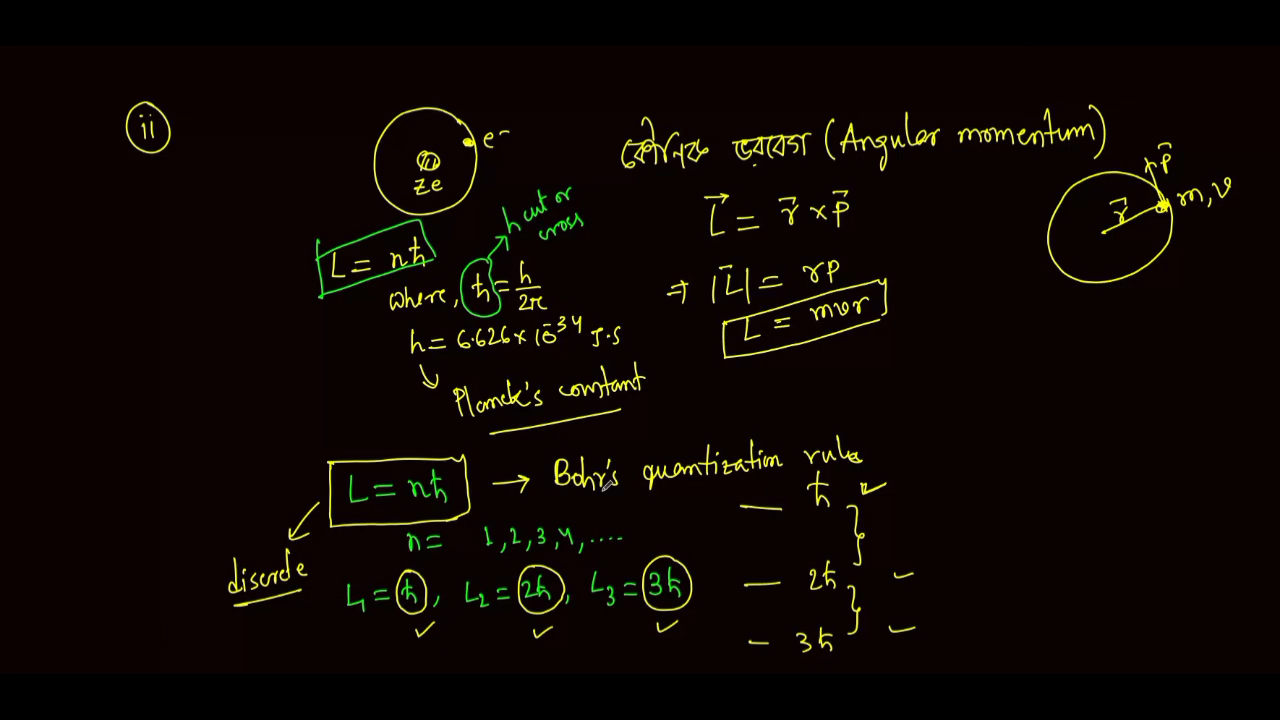 ii
e-
Ze
কৌণিক ভরবেগ (Angular momentum)
L⃗ = r⃗ × p⃗
r⃗
p⃗
m, v
h cut or cross
L = nħ
where, ħ = h/2π
⇒ |L⃗| = rp
L = mvr
h = 6.626 × 10⁻³⁴ J.S
Planck's constant
L = nħ → Bohr's quantization rule
n = 1, 2, 3, 4, ....
discrete
L₁ = ħ, L₂ = 2ħ, L₃ = 3ħ
— ħ
— 2ħ
— 3ħ